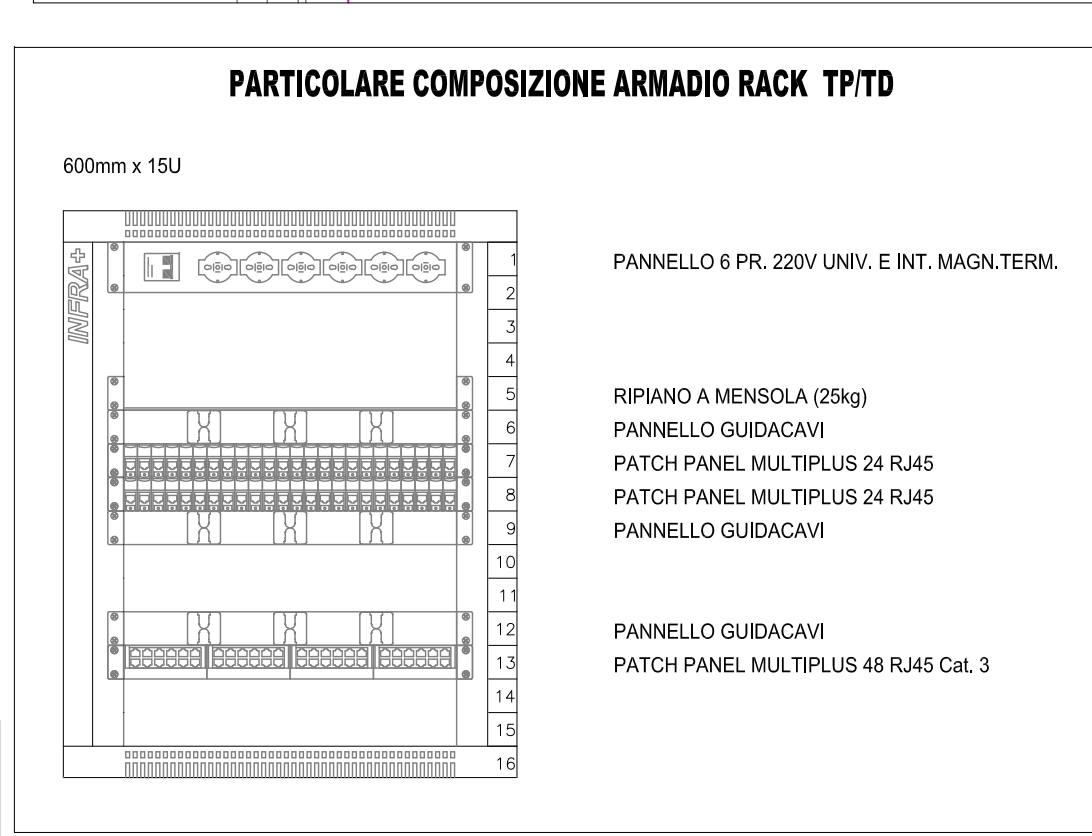 PARTICOLARE COMPOSIZIONE ARMADIO RACK TP/TD
600mm x 15U
INFRA+
1 PANNELLO 6 PR. 220V UNIV. E INT. MAGN.TERM.
2
3
4
5 RIPIANO A MENSOLA (25kg)
6 PANNELLO GUIDACAVI
7 PATCH PANEL MULTIPLUS 24 RJ45
8 PATCH PANEL MULTIPLUS 24 RJ45
9 PANNELLO GUIDACAVI
10
11
12 PANNELLO GUIDACAVI
13 PATCH PANEL MULTIPLUS 48 RJ45 Cat. 3
14
15
16